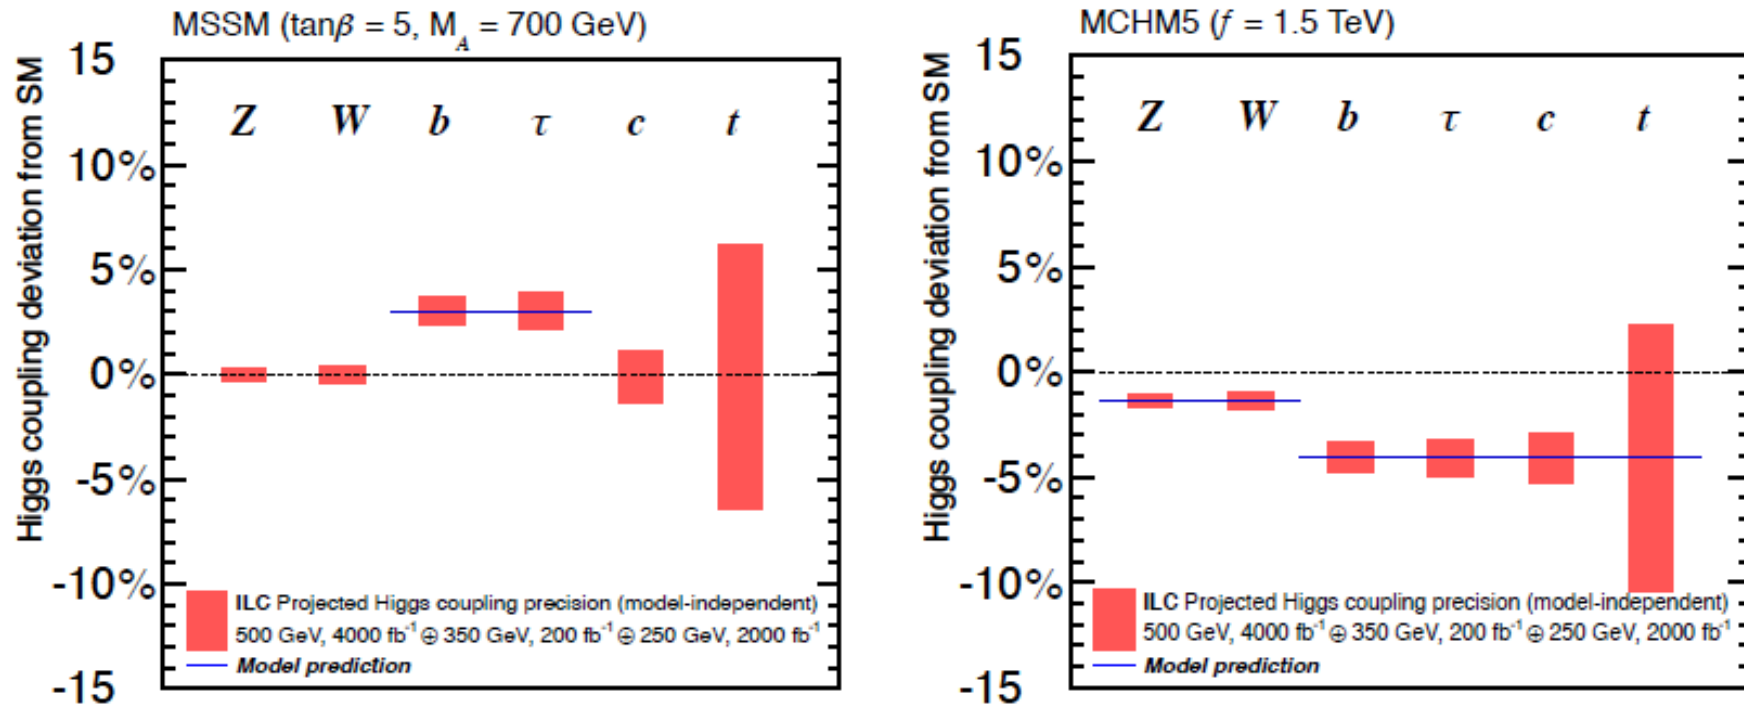 MSSM (tanβ = 5, M_A = 700 GeV)
Higgs coupling deviation from SM
15
10%
5%
0%
-5%
-10%
-15
Z W b τ c t
ILC Projected Higgs coupling precision (model-independent)
500 GeV, 4000 fb⁻¹ ⊕ 350 GeV, 200 fb⁻¹ ⊕ 250 GeV, 2000 fb⁻¹
Model prediction
MCHM5 (f = 1.5 TeV)
Higgs coupling deviation from SM
15
10%
5%
0%
-5%
-10%
-15
Z W b τ c t
ILC Projected Higgs coupling precision (model-independent)
500 GeV, 4000 fb⁻¹ ⊕ 350 GeV, 200 fb⁻¹ ⊕ 250 GeV, 2000 fb⁻¹
Model prediction